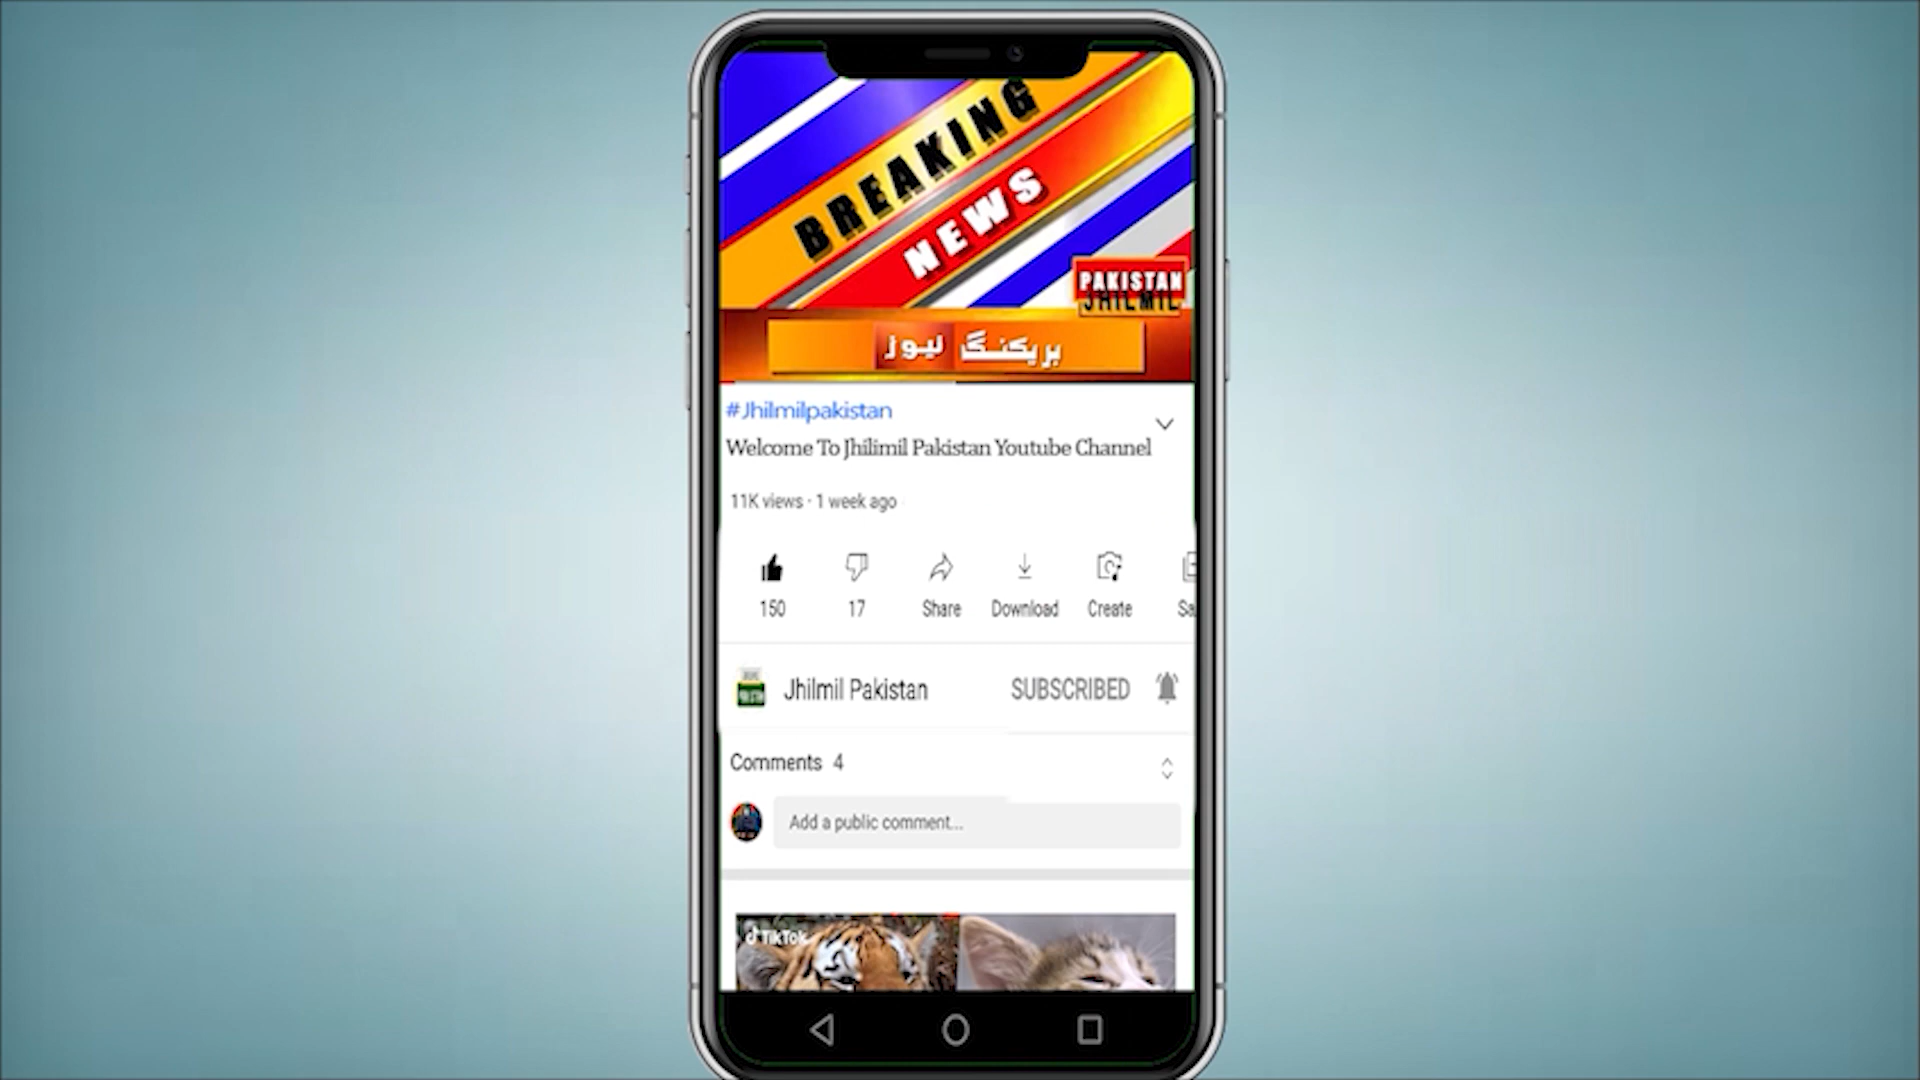 BREAKING
NEWS
PAKISTAN
JHILMIL
بریکنگ نیوز
#Jhilmilpakistan
Welcome To Jhilimil Pakistan Youtube Channel
11K views · 1 week ago
150 17 Share Download Create
Jhilmil Pakistan SUBSCRIBED
Comments 4
Add a public comment...
TikTok